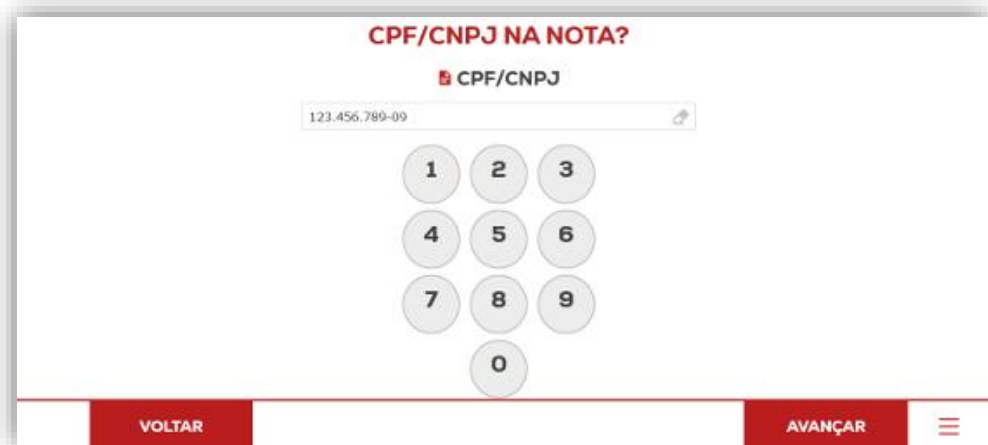 CPF/CNPJ NA NOTA?
CPF/CNPJ
123.456.789-09
1 2 3
4 5 6
7 8 9
0
VOLTAR AVANÇAR